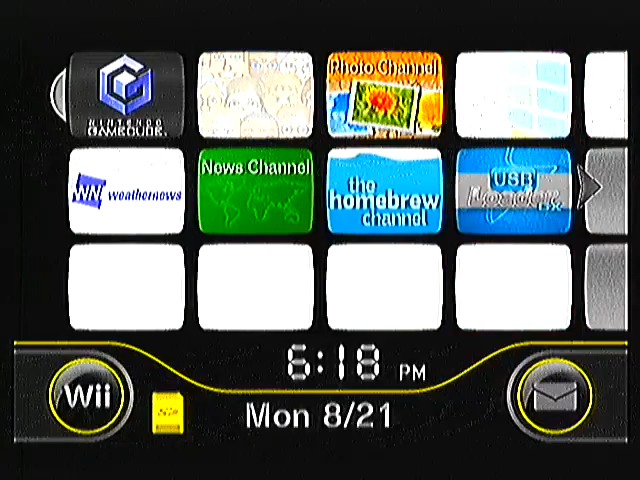 NINTENDO
GAMECUBE.
Photo Channel
WN weathernews
News Channel
the
homebrew
channel
USB
Loader
GX
6:18 PM
Wii
Mon 8/21